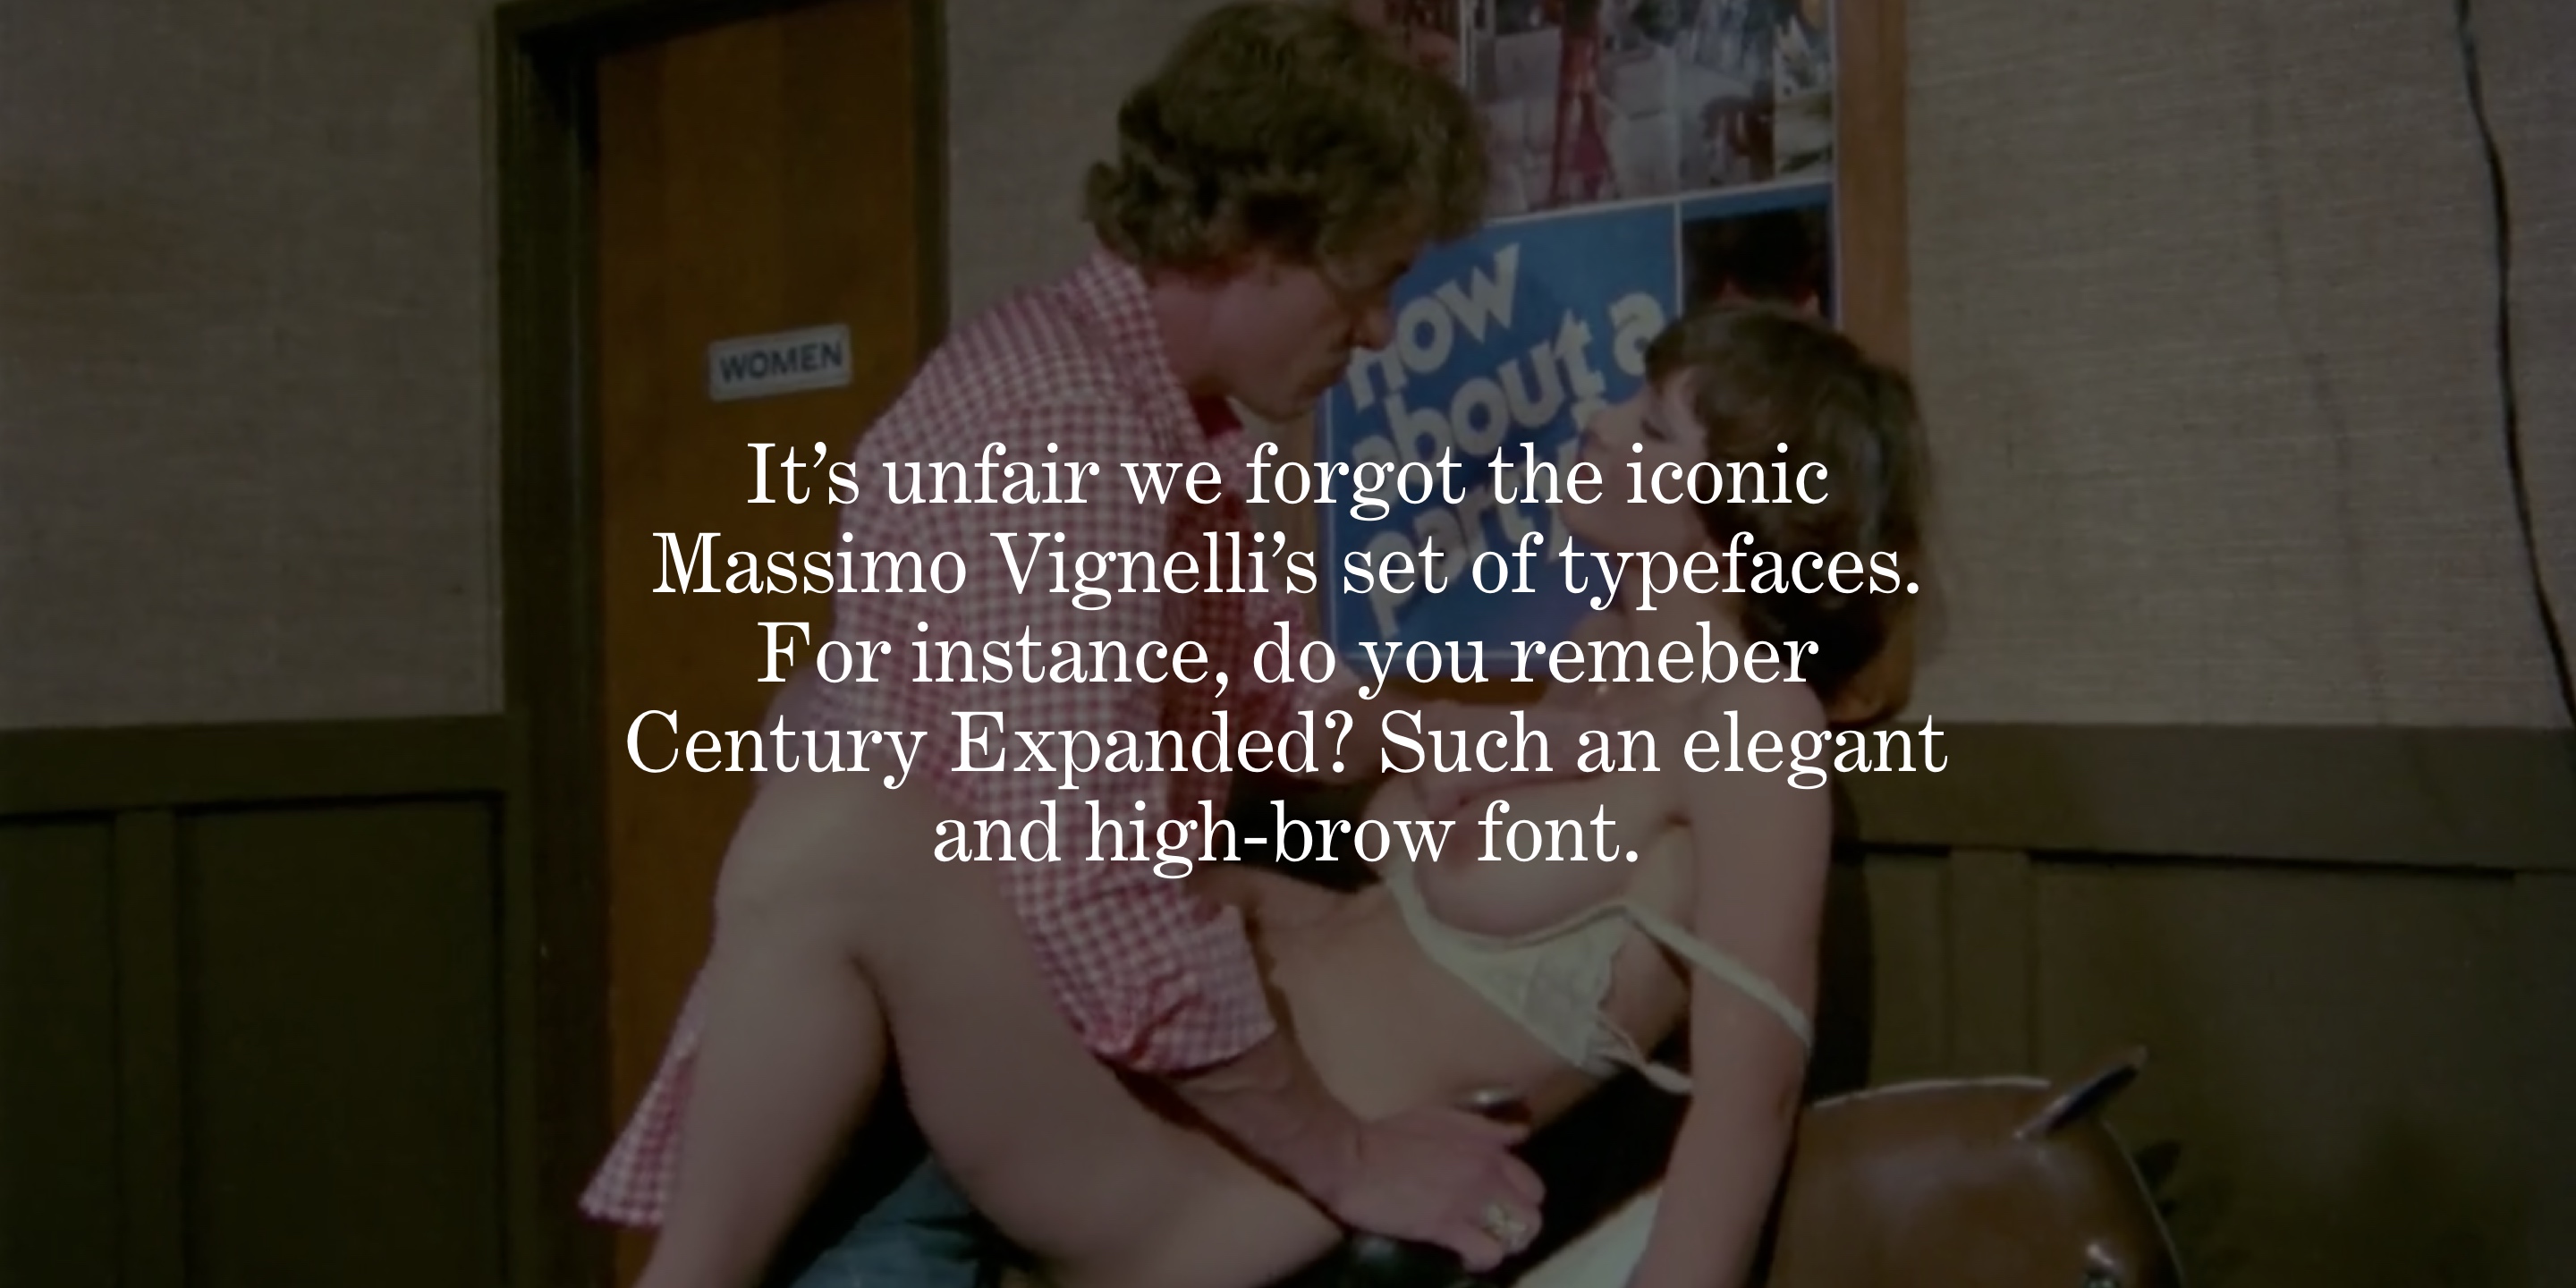 WOMEN
how
about a
party
It’s unfair we forgot the iconic
Massimo Vignelli’s set of typefaces.
For instance, do you remeber
Century Expanded? Such an elegant
and high-brow font.